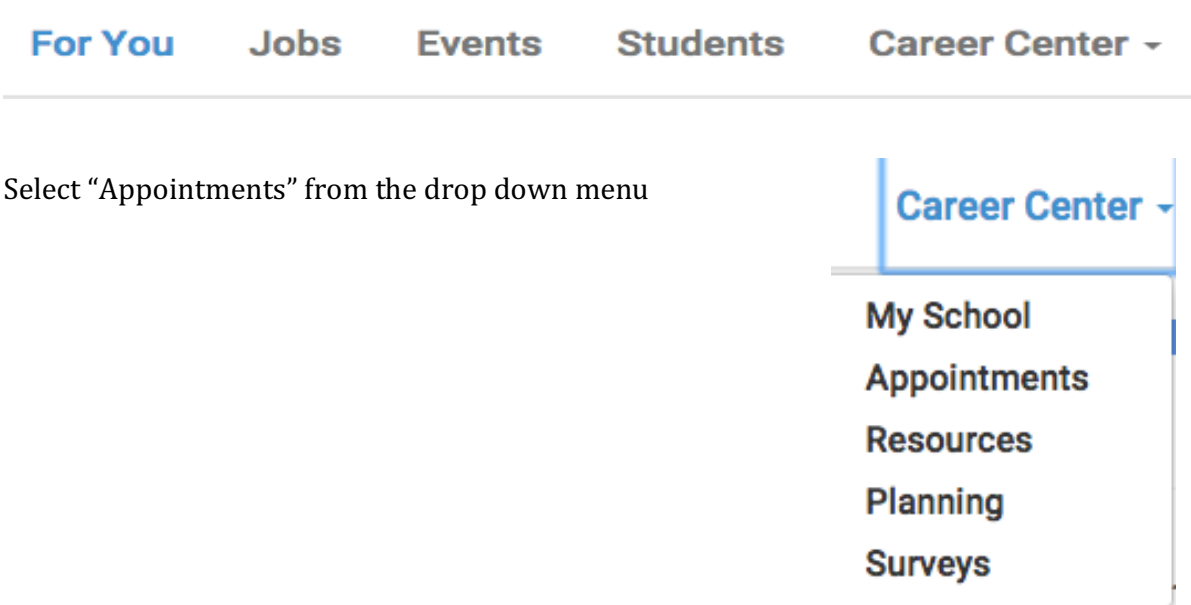 For You Jobs Events Students Career Center
Select “Appointments” from the drop down menu
Career Center
My School
Appointments
Resources
Planning
Surveys